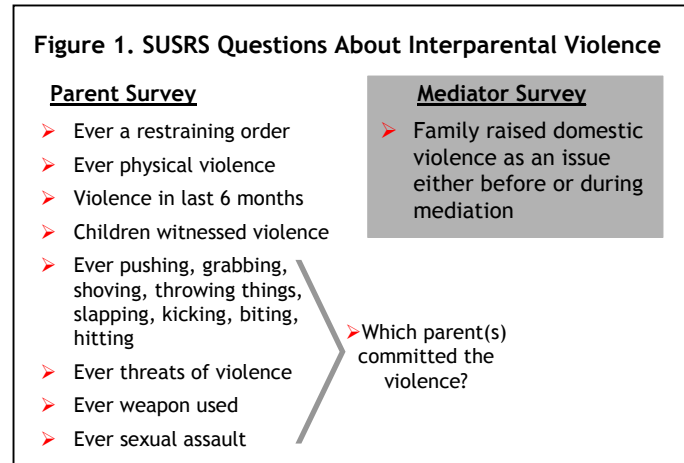 Figure 1. SUSRS Questions About Interparental Violence
Parent Survey
Ever a restraining order
Ever physical violence
Violence in last 6 months
Children witnessed violence
Ever pushing, grabbing,
shoving, throwing things,
slapping, kicking, biting,
hitting
Ever threats of violence
Ever weapon used
Ever sexual assault
Which parent(s)
committed the
violence?
Mediator Survey
Family raised domestic
violence as an issue
either before or during
mediation